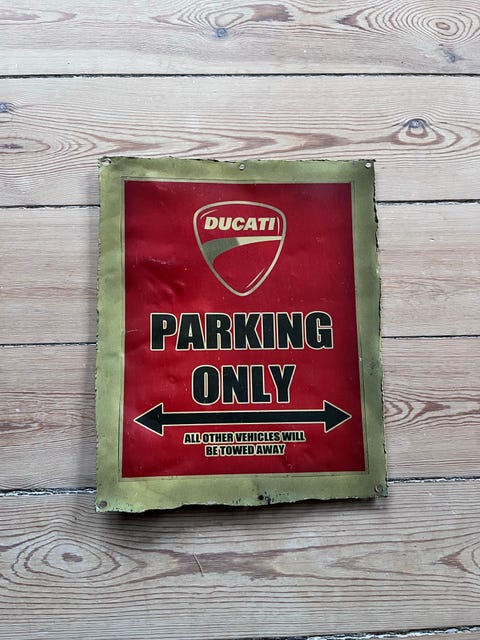 DUCATI
PARKING
ONLY
ALL OTHER VEHICLES WILL
BE TOWED AWAY